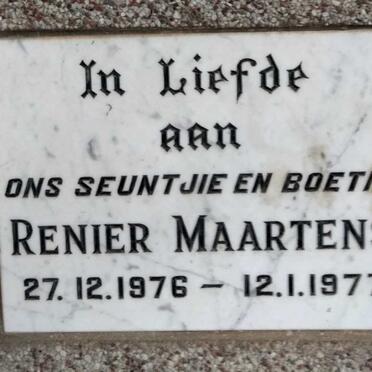 In Liefde
aan
ONS SEUNTJIE EN BOETI
RENIER MAARTENS
27.12.1976 – 12.1.1977